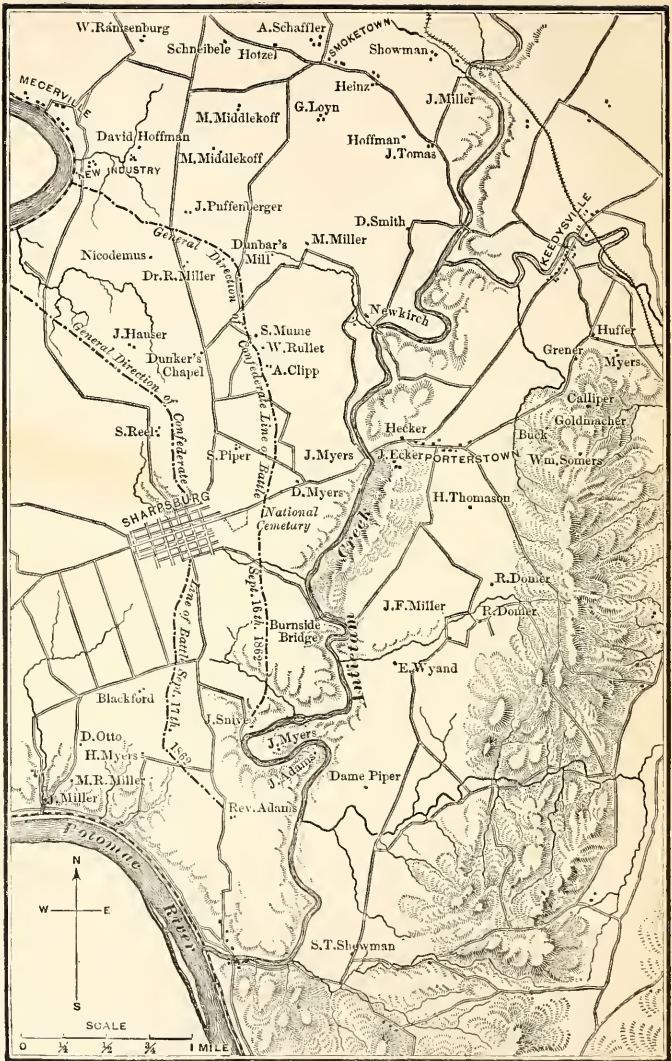 W. Rantsenburg
A. Schaffler
Schneibele
Hotzel
SMOKETOWN
Showman
Heinz
MECERVILLE
J. Miller
M. Middlekoff
G. Loyn
David Hoffman
Hoffman
J. Tomas
M. Middlekoff
NEW INDUSTRY
J. Puffenberger
D. Smith
KEEDYSVILLE
General Direction of Confederate Line of Battle Sept. 16th 1862
Dunbar's
Mill
M. Miller
Nicodemus
Dr. R. Miller
Newkirch
General Direction of Confederate
Line of Battle Sept. 17th. 1862
J. Hauser
S. Mume
W. Rullet
Dunker's
Chapel
A. Clipp
Huffer
Grener
Myers
Calliper
Goldmacher
Hecker
Buck
S. Reel
S. Piper
J. Myers
J. Ecker
PORTERSTOWN
Wm. Somers
D. Myers
H. Thomason
SHARPSBURG
National
Cemetury
Antietam Creek
R. Domer
J.F. Miller
R. Domer
Burnside
Bridge
E. Wyand
Blackford
J. Snive
D. Otto
J. Myers
H. Myers
J. Adams
M.R. Miller
Dame Piper
J. Miller
Rev. Adams
Potomac River
N
W E
S
S.T. Shewman
SCALE
0 ¼ ½ ¾ 1 MILE